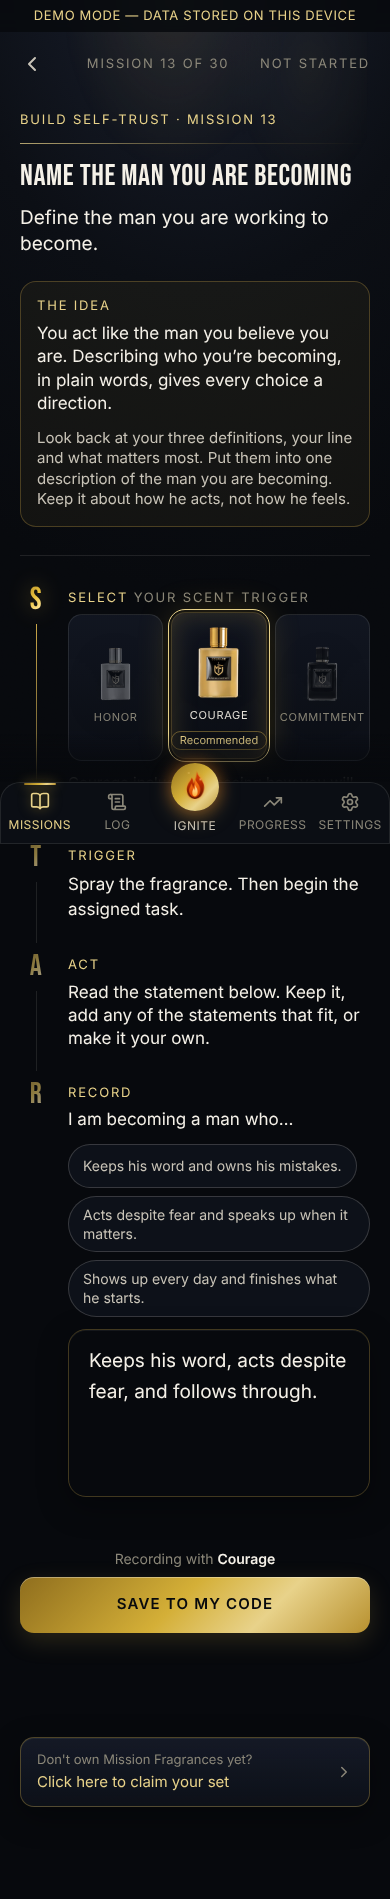 DEMO MODE — DATA STORED ON THIS DEVICE
MISSION 13 OF 30 NOT STARTED
BUILD SELF-TRUST · MISSION 13
NAME THE MAN YOU ARE BECOMING
Define the man you are working to
become.
THE IDEA
You act like the man you believe you
are. Describing who you’re becoming,
in plain words, gives every choice a
direction.
Look back at your three definitions, your line
and what matters most. Put them into one
description of the man you are becoming.
Keep it about how he acts, not how he feels.
S
SELECT YOUR SCENT TRIGGER
HONOR
COURAGE
Recommended
COMMITMENT
MISSIONS
LOG
IGNITE
PROGRESS
SETTINGS
T
TRIGGER
Spray the fragrance. Then begin the
assigned task.
A
ACT
Read the statement below. Keep it,
add any of the statements that fit, or
make it your own.
R
RECORD
I am becoming a man who…
Keeps his word and owns his mistakes.
Acts despite fear and speaks up when it
matters.
Shows up every day and finishes what
he starts.
Keeps his word, acts despite
fear, and follows through.
Recording with Courage
SAVE TO MY CODE
Don't own Mission Fragrances yet?
Click here to claim your set